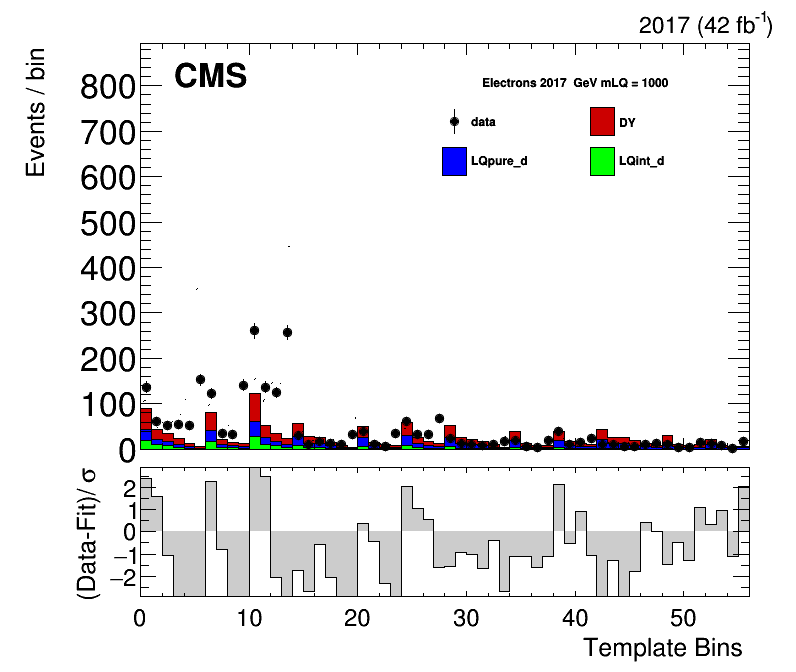 2017 (42 fb-1)
Events / bin
CMS
Electrons 2017 GeV mLQ = 1000
data
DY
LQpure_d
LQint_d
800
700
600
500
400
300
200
100
0
(Data-Fit)/ σ
2
1
0
−1
−2
0 10 20 30 40 50
Template Bins